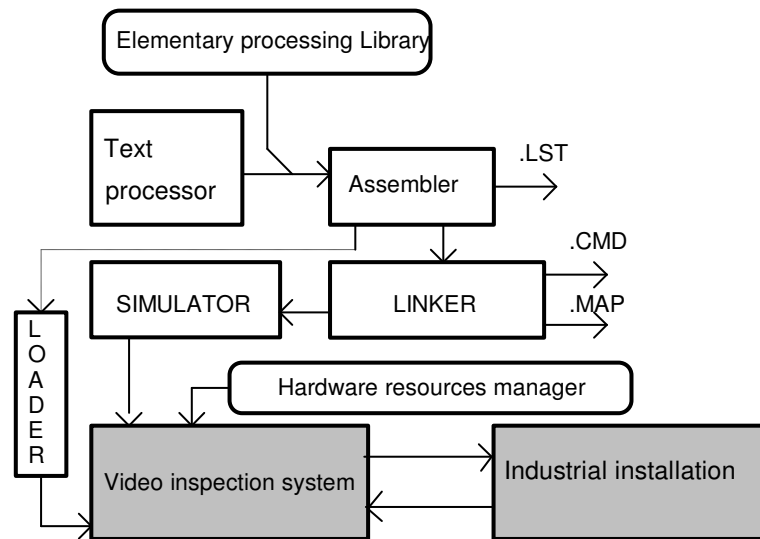 Elementary processing Library
Text
processor
Assembler
.LST
.CMD
SIMULATOR
LINKER
.MAP
LOADER
Hardware resources manager
Video inspection system
Industrial installation